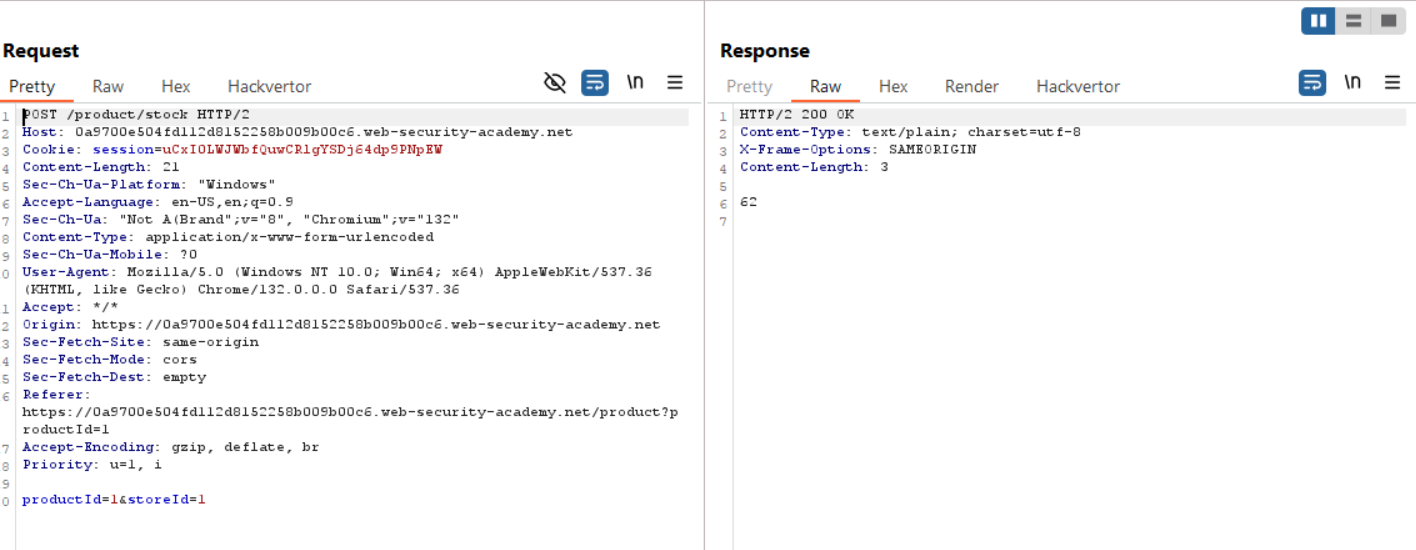 Request
Pretty Raw Hex Hackvertor \n
1 POST /product/stock HTTP/2
2 Host: 0a9700e504fd112d8152258b009b00c6.web-security-academy.net
3 Cookie: session=uCxI0LWJWbfQuwCRlgYSDj64dp9PNpEW
4 Content-Length: 21
5 Sec-Ch-Ua-Platform: "Windows"
6 Accept-Language: en-US,en;q=0.9
7 Sec-Ch-Ua: "Not A(Brand";v="8", "Chromium";v="132"
8 Content-Type: application/x-www-form-urlencoded
9 Sec-Ch-Ua-Mobile: ?0
0 User-Agent: Mozilla/5.0 (Windows NT 10.0; Win64; x64) AppleWebKit/537.36
(KHTML, like Gecko) Chrome/132.0.0.0 Safari/537.36
1 Accept: */*
2 Origin: https://0a9700e504fd112d8152258b009b00c6.web-security-academy.net
3 Sec-Fetch-Site: same-origin
4 Sec-Fetch-Mode: cors
5 Sec-Fetch-Dest: empty
6 Referer:
https://0a9700e504fd112d8152258b009b00c6.web-security-academy.net/product?p
roductId=1
7 Accept-Encoding: gzip, deflate, br
8 Priority: u=1, i
9
0 productId=1&storeId=1
Response
Pretty Raw Hex Render Hackvertor \n
1 HTTP/2 200 OK
2 Content-Type: text/plain; charset=utf-8
3 X-Frame-Options: SAMEORIGIN
4 Content-Length: 3
5
6 62
7